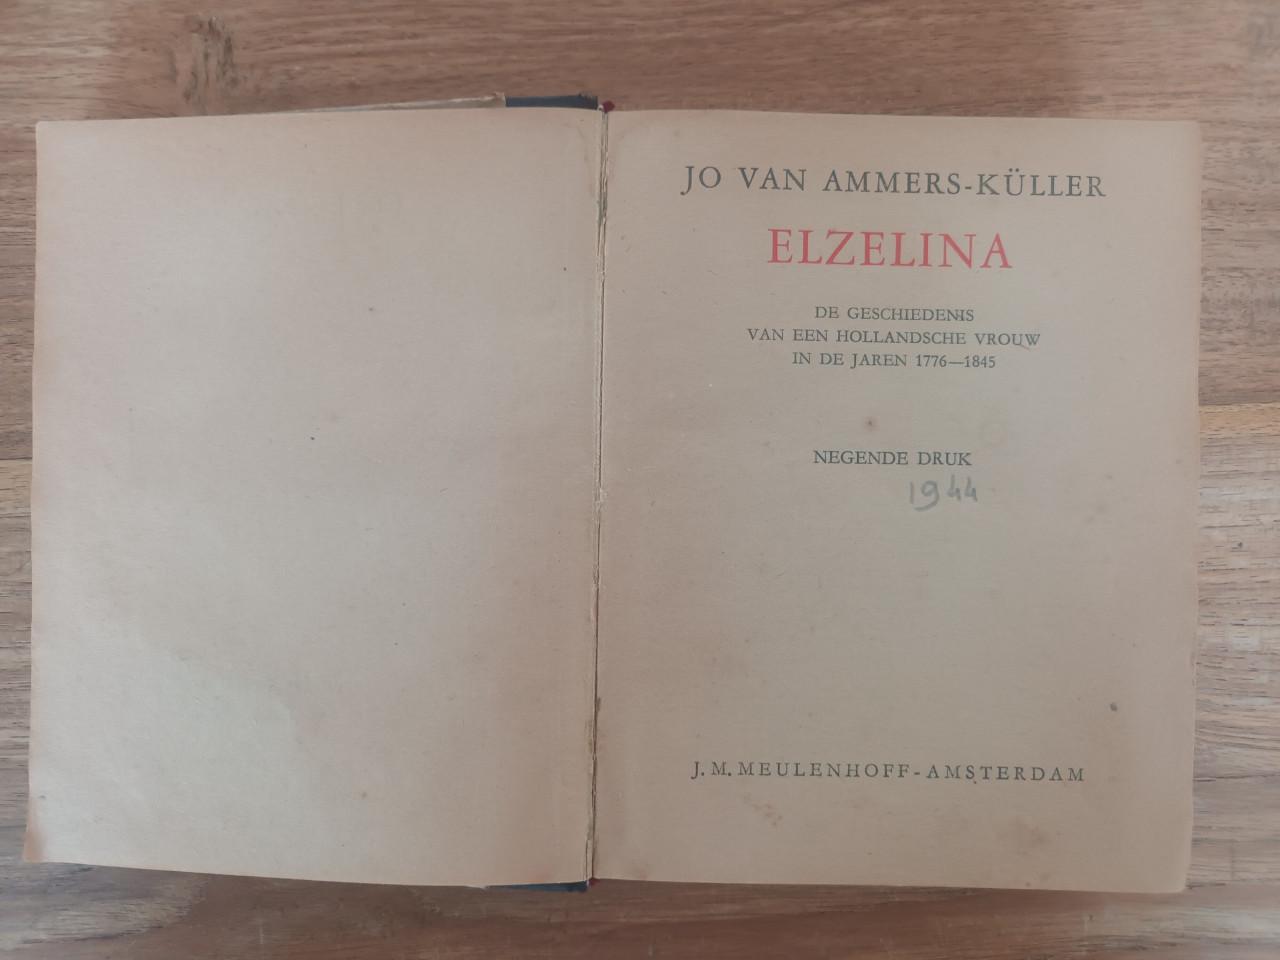 JO VAN AMMERS-KÜLLER
ELZELINA
DE GESCHIEDENIS
VAN EEN HOLLANDSCHE VROUW
IN DE JAREN 1776—1845
NEGENDE DRUK
1944
J. M. MEULENHOFF - AMSTERDAM